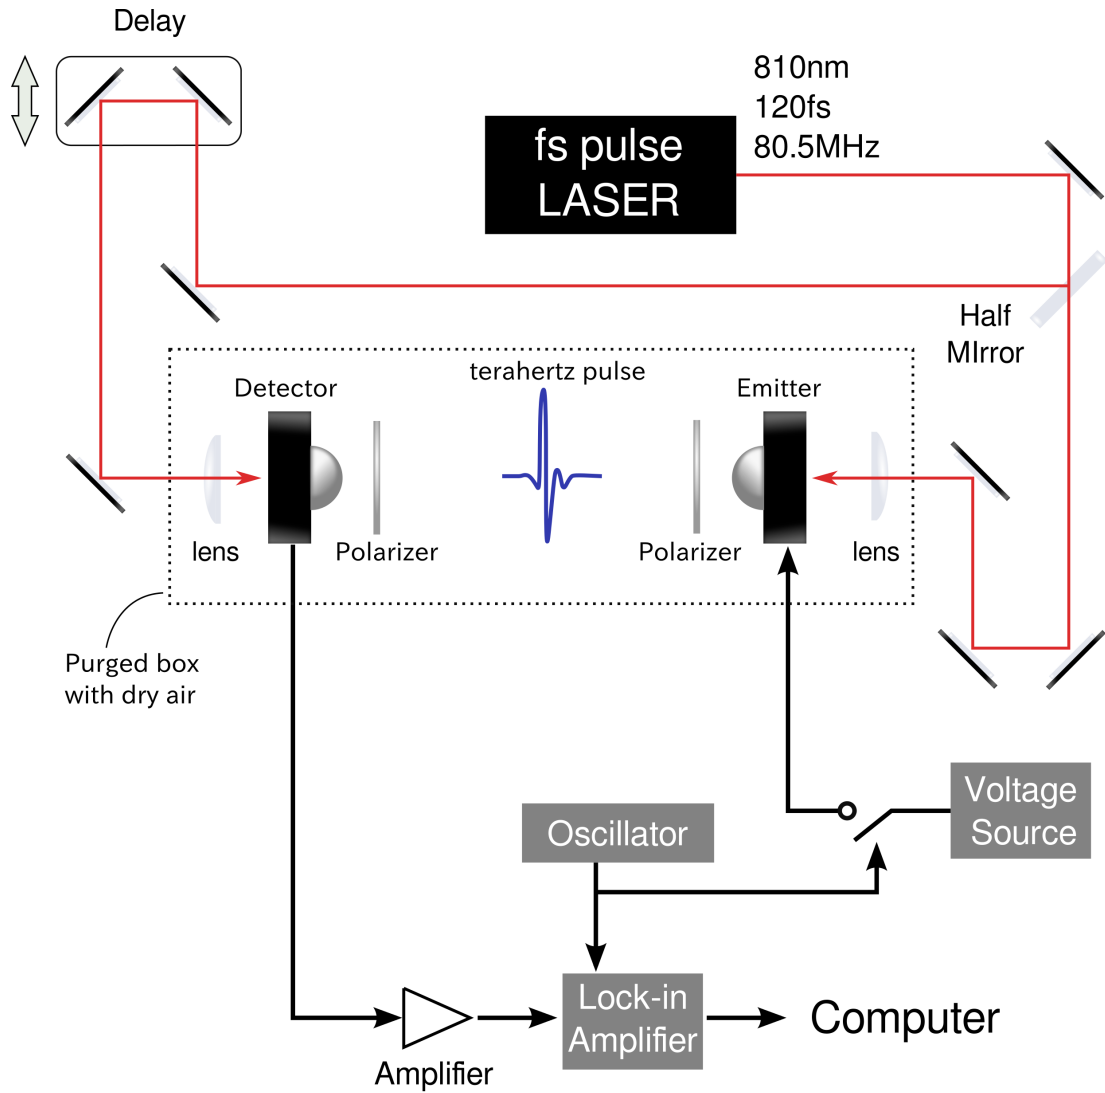 Delay
810nm
120fs
80.5MHz
fs pulse
LASER
Half
MIrror
terahertz pulse
Detector
Emitter
lens
Polarizer
Polarizer
lens
Purged box
with dry air
Voltage
Source
Oscillator
Lock-in
Amplifier
Computer
Amplifier